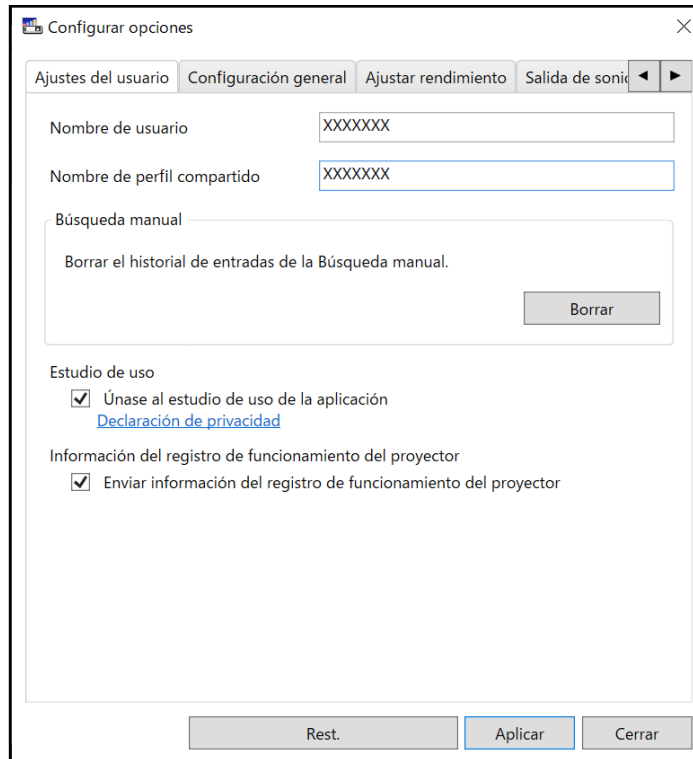 Configurar opciones
Ajustes del usuario Configuración general Ajustar rendimiento Salida de
Nombre de usuario XXXXXXX
Nombre de perfil compartido XXXXXXX
Búsqueda manual
Borrar el historial de entradas de la Búsqueda manual.
Borrar
Estudio de uso
Únase al estudio de uso de la aplicación
Declaración de privacidad
Información del registro de funcionamiento del proyector
Enviar información del registro de funcionamiento del proyector
Rest. Aplicar Cerrar